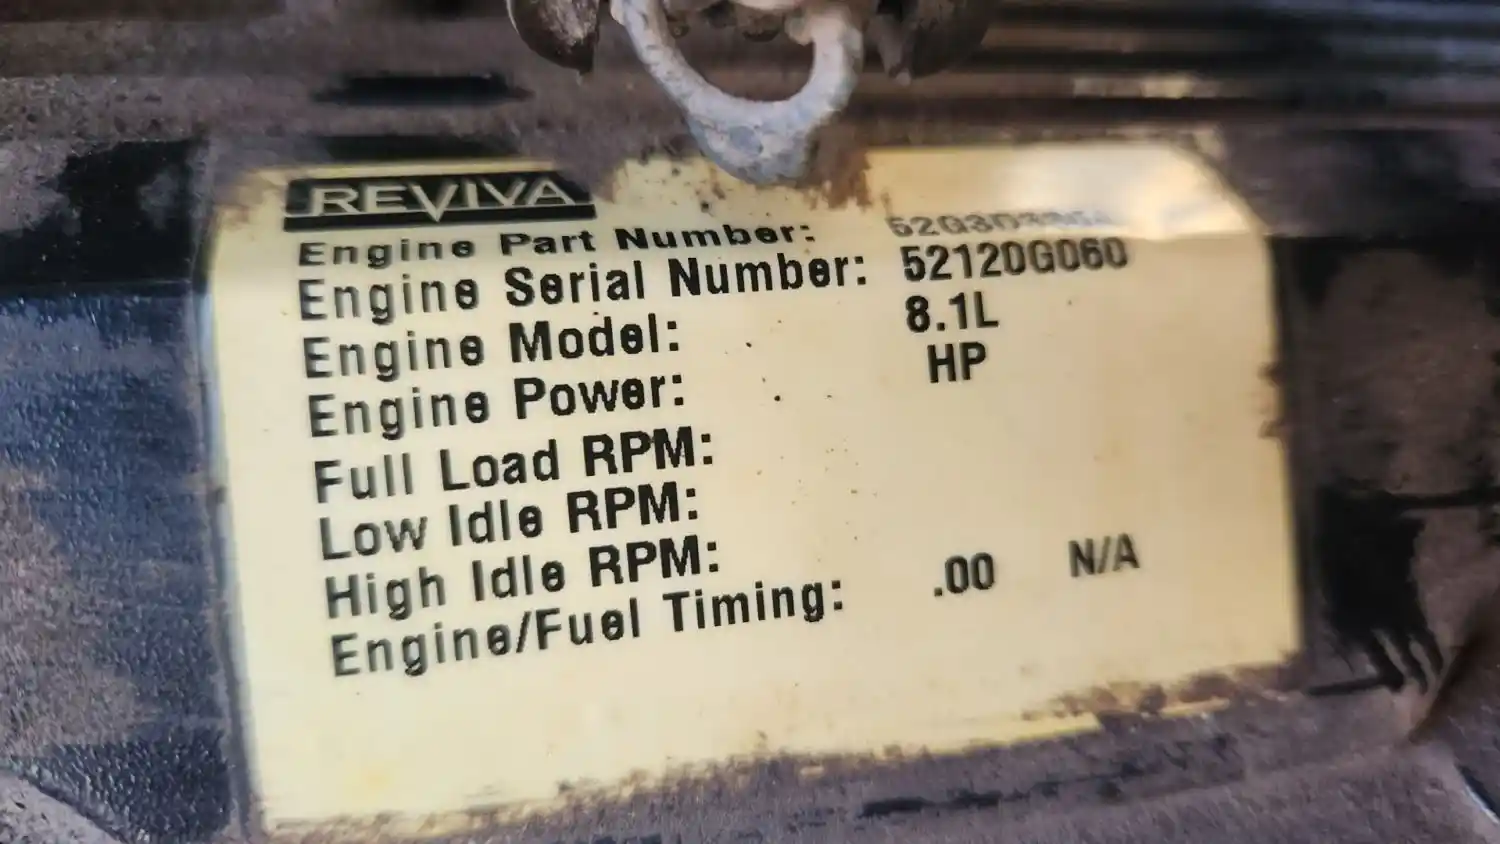 REVIVA
Engine Part Number:
Engine Serial Number: 52120G060
Engine Model: 8.1L
Engine Power: HP
Full Load RPM:
Low Idle RPM:
High Idle RPM:
Engine/Fuel Timing: .00 N/A